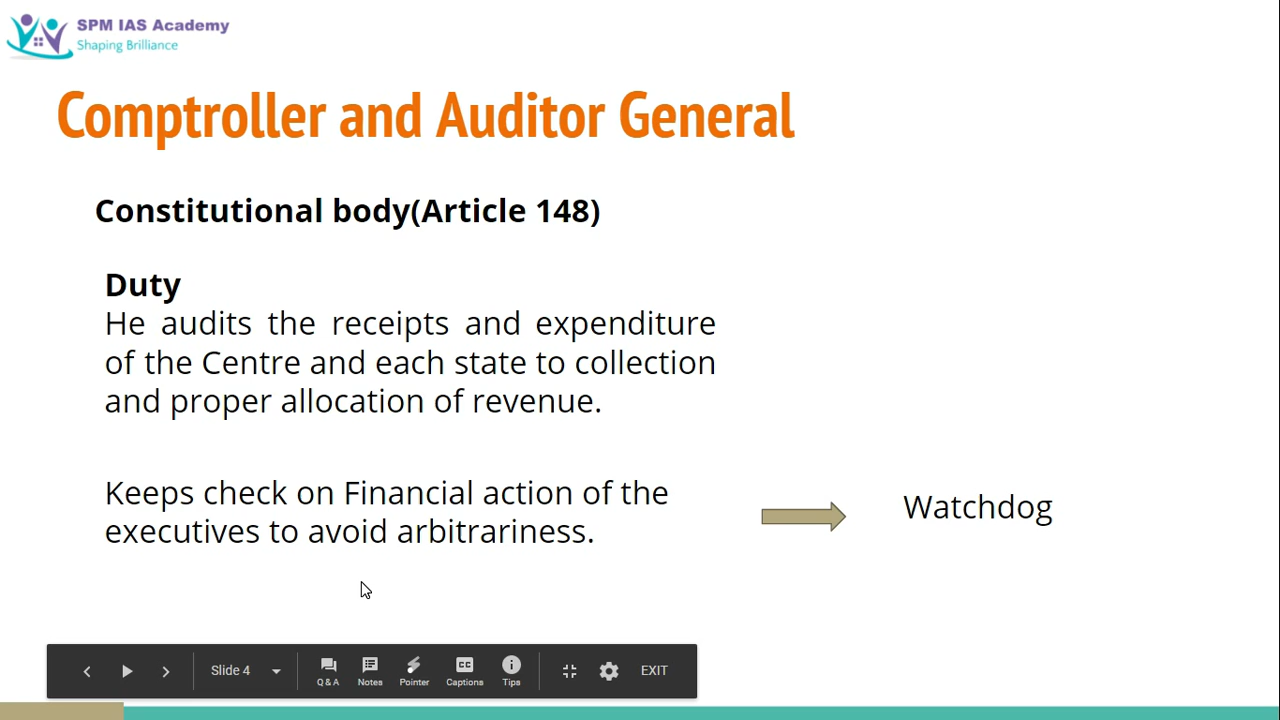 SPM IAS Academy
Shaping Brilliance
Comptroller and Auditor General
Constitutional body(Article 148)
Duty
He audits the receipts and expenditure
of the Centre and each state to collection
and proper allocation of revenue.
Keeps check on Financial action of the
executives to avoid arbitrariness.
Watchdog
Slide 4
Q & A
Notes
Pointer
CC
Captions
Tips
EXIT